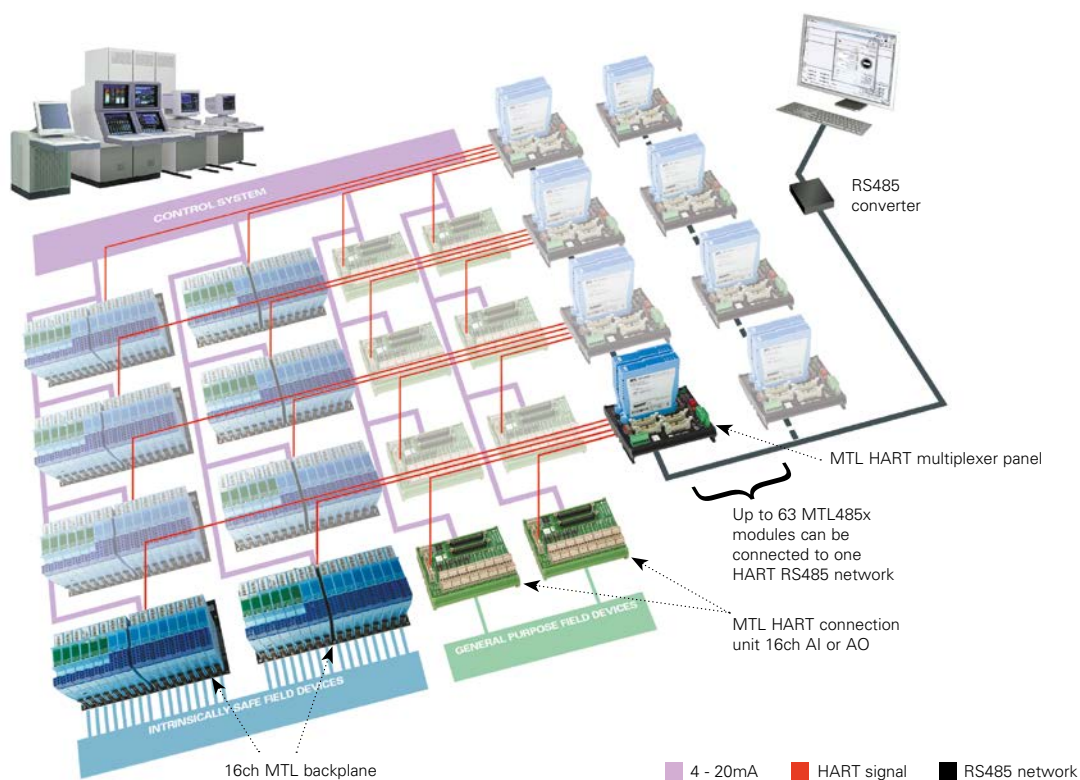 CONTROL SYSTEM
RS485
converter
MTL HART multiplexer panel
Up to 63 MTL485x
modules can be
connected to one
HART RS485 network
MTL HART connection
unit 16ch AI or AO
GENERAL PURPOSE FIELD DEVICES
INTRINSICALLY SAFE FIELD DEVICES
16ch MTL backplane
4 - 20mA
HART signal
RS485 network